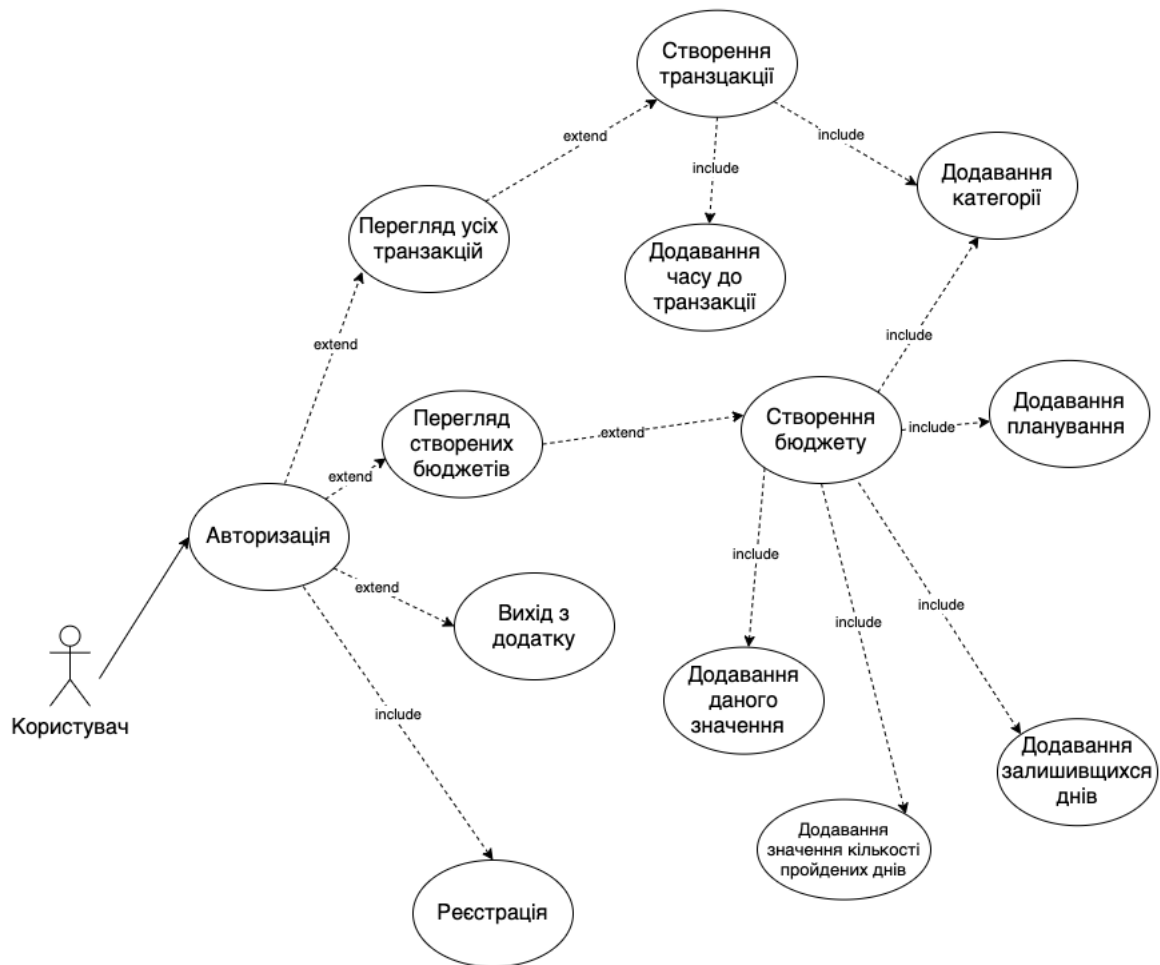 Створення
транзцакції
extend
include
include
Додавання
категорії
Перегляд усіх
транзакцій
Додавання
часу до
транзакції
extend
include
Перегляд
створених
бюджетів
extend
Створення
бюджету
include
Додавання
планування
extend
Авторизація
include
extend
Вихід з
додатку
include
include
Додавання
даного
значення
Користувач
include
Додавання
залишивщихся
днів
Додавання
значення кількості
пройдених днів
Реєстрація